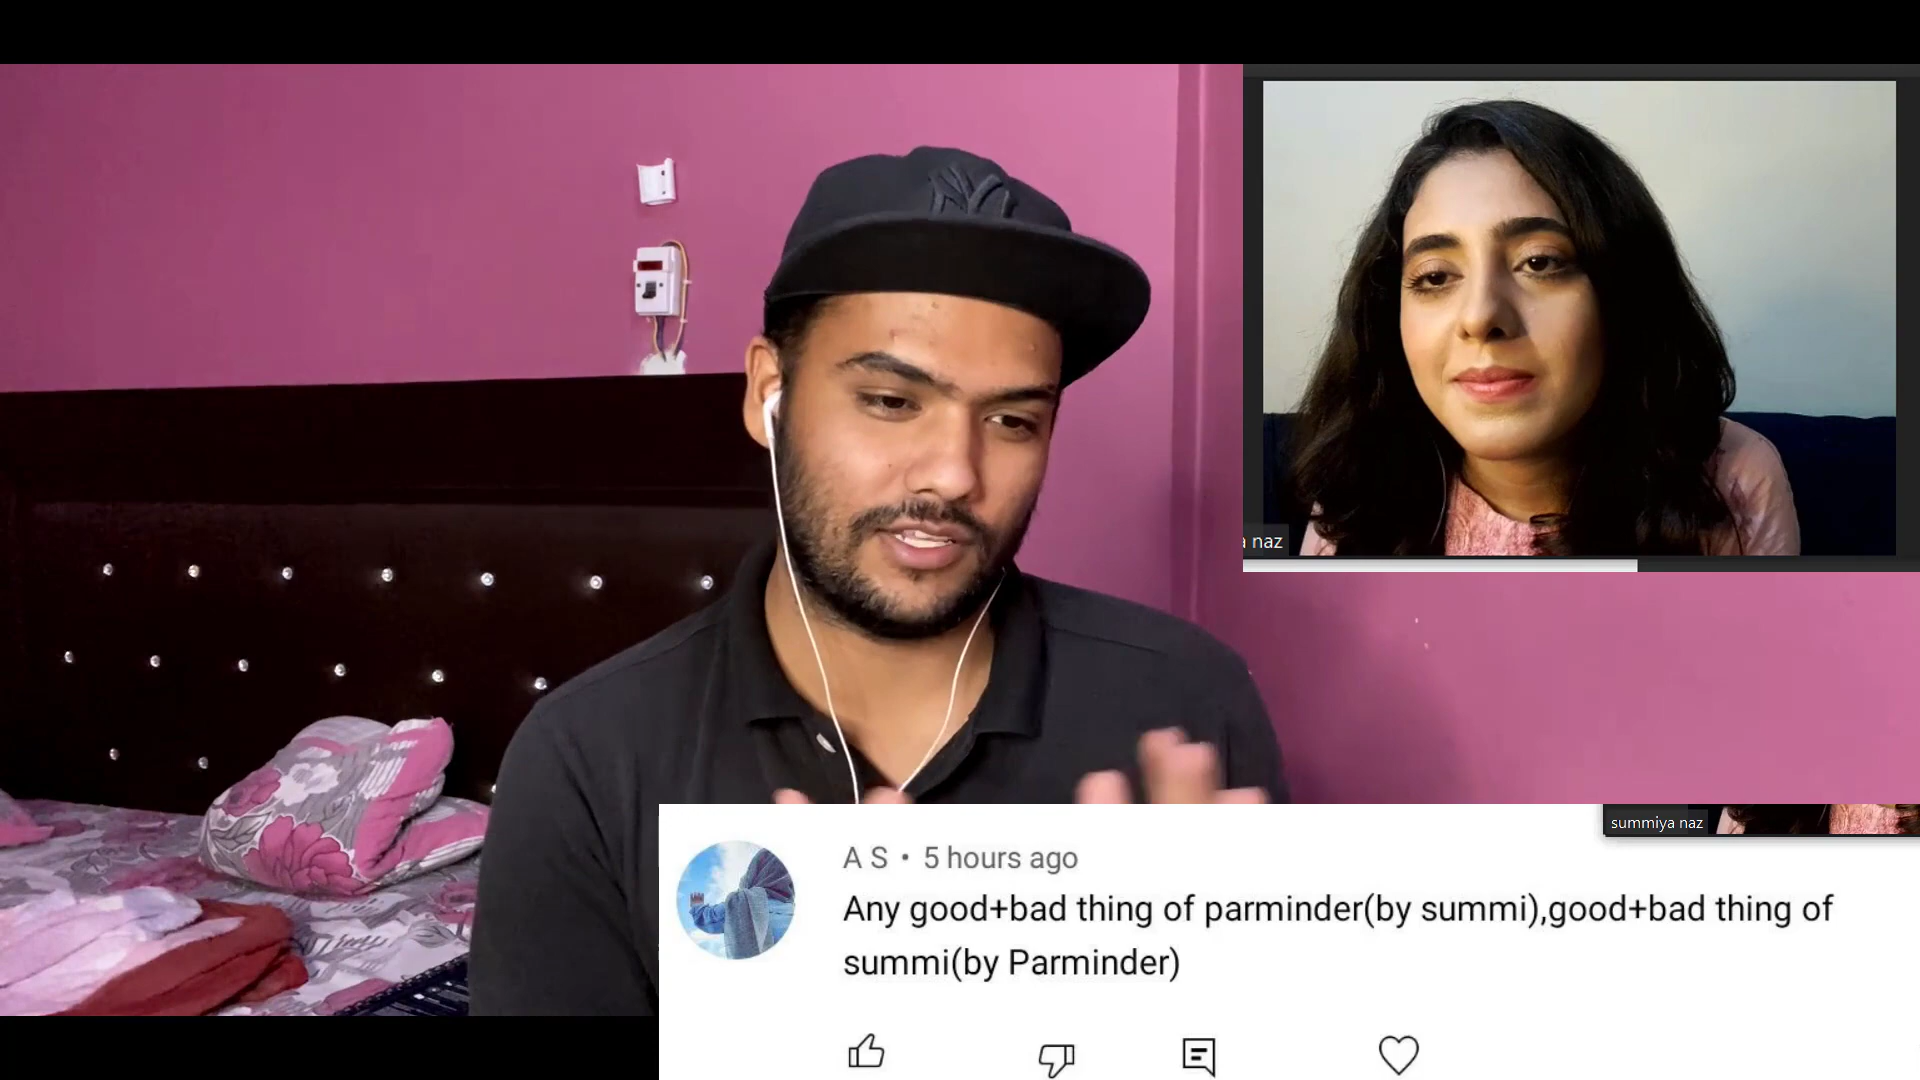 NY
a naz
summiya naz
A S • 5 hours ago
Any good+bad thing of parminder(by summi),good+bad thing of
summi(by Parminder)